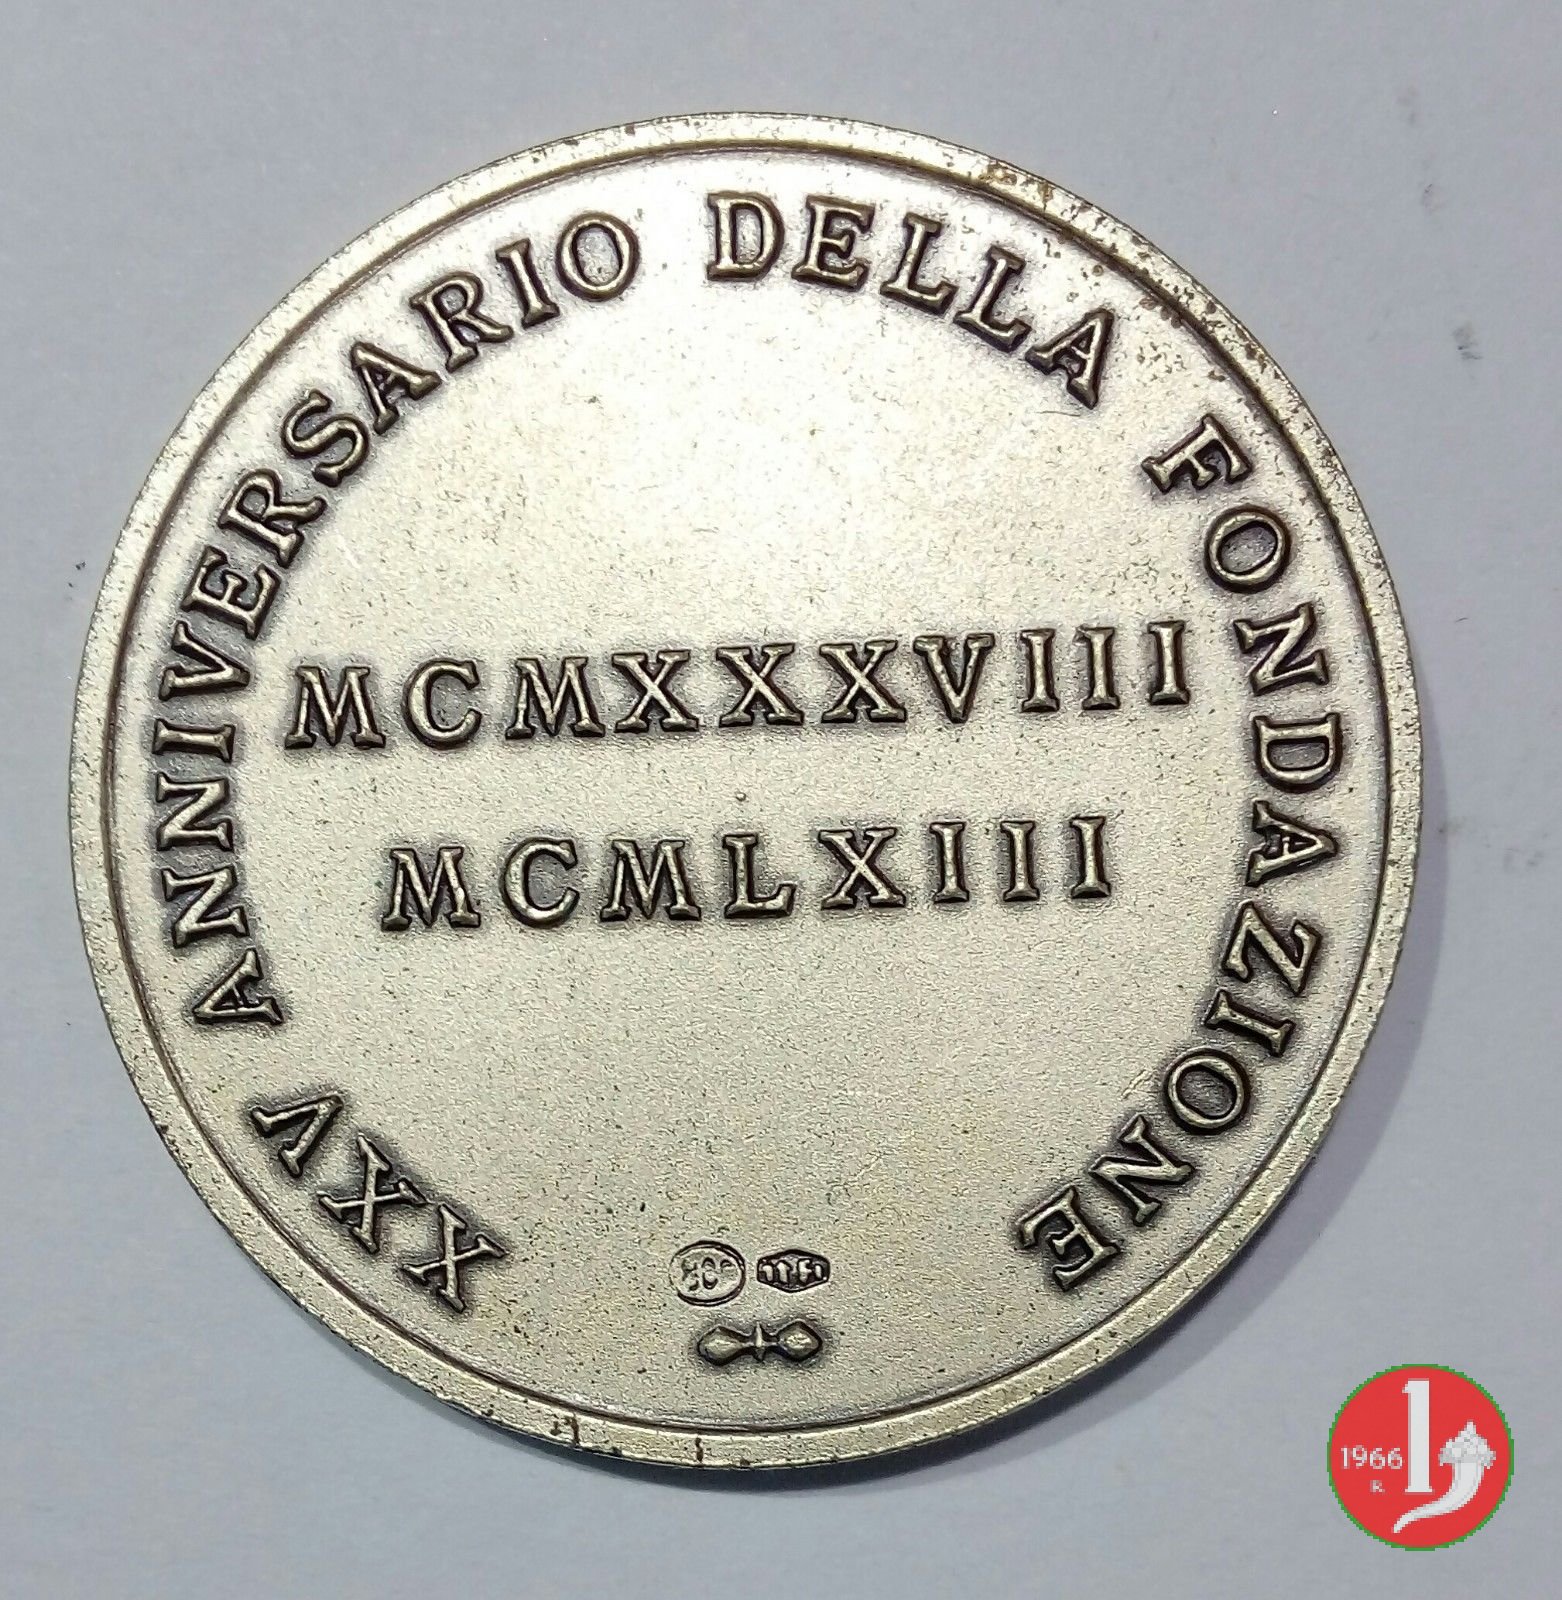 XXV ANNIVERSARIO DELLA FONDAZIONE
MCMXXXVIII
MCMLXIII
1966
R